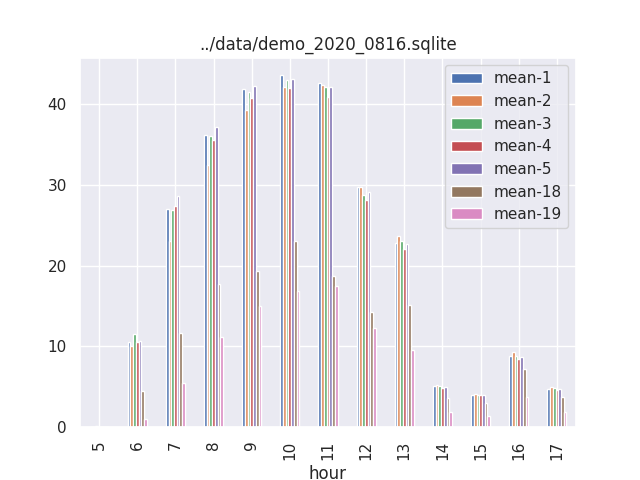 ../data/demo_2020_0816.sqlite
mean-1
mean-2
mean-3
mean-4
mean-5
mean-18
mean-19
40
30
20
10
0
5 6 7 8 9 10 11 12 13 14 15 16 17
hour